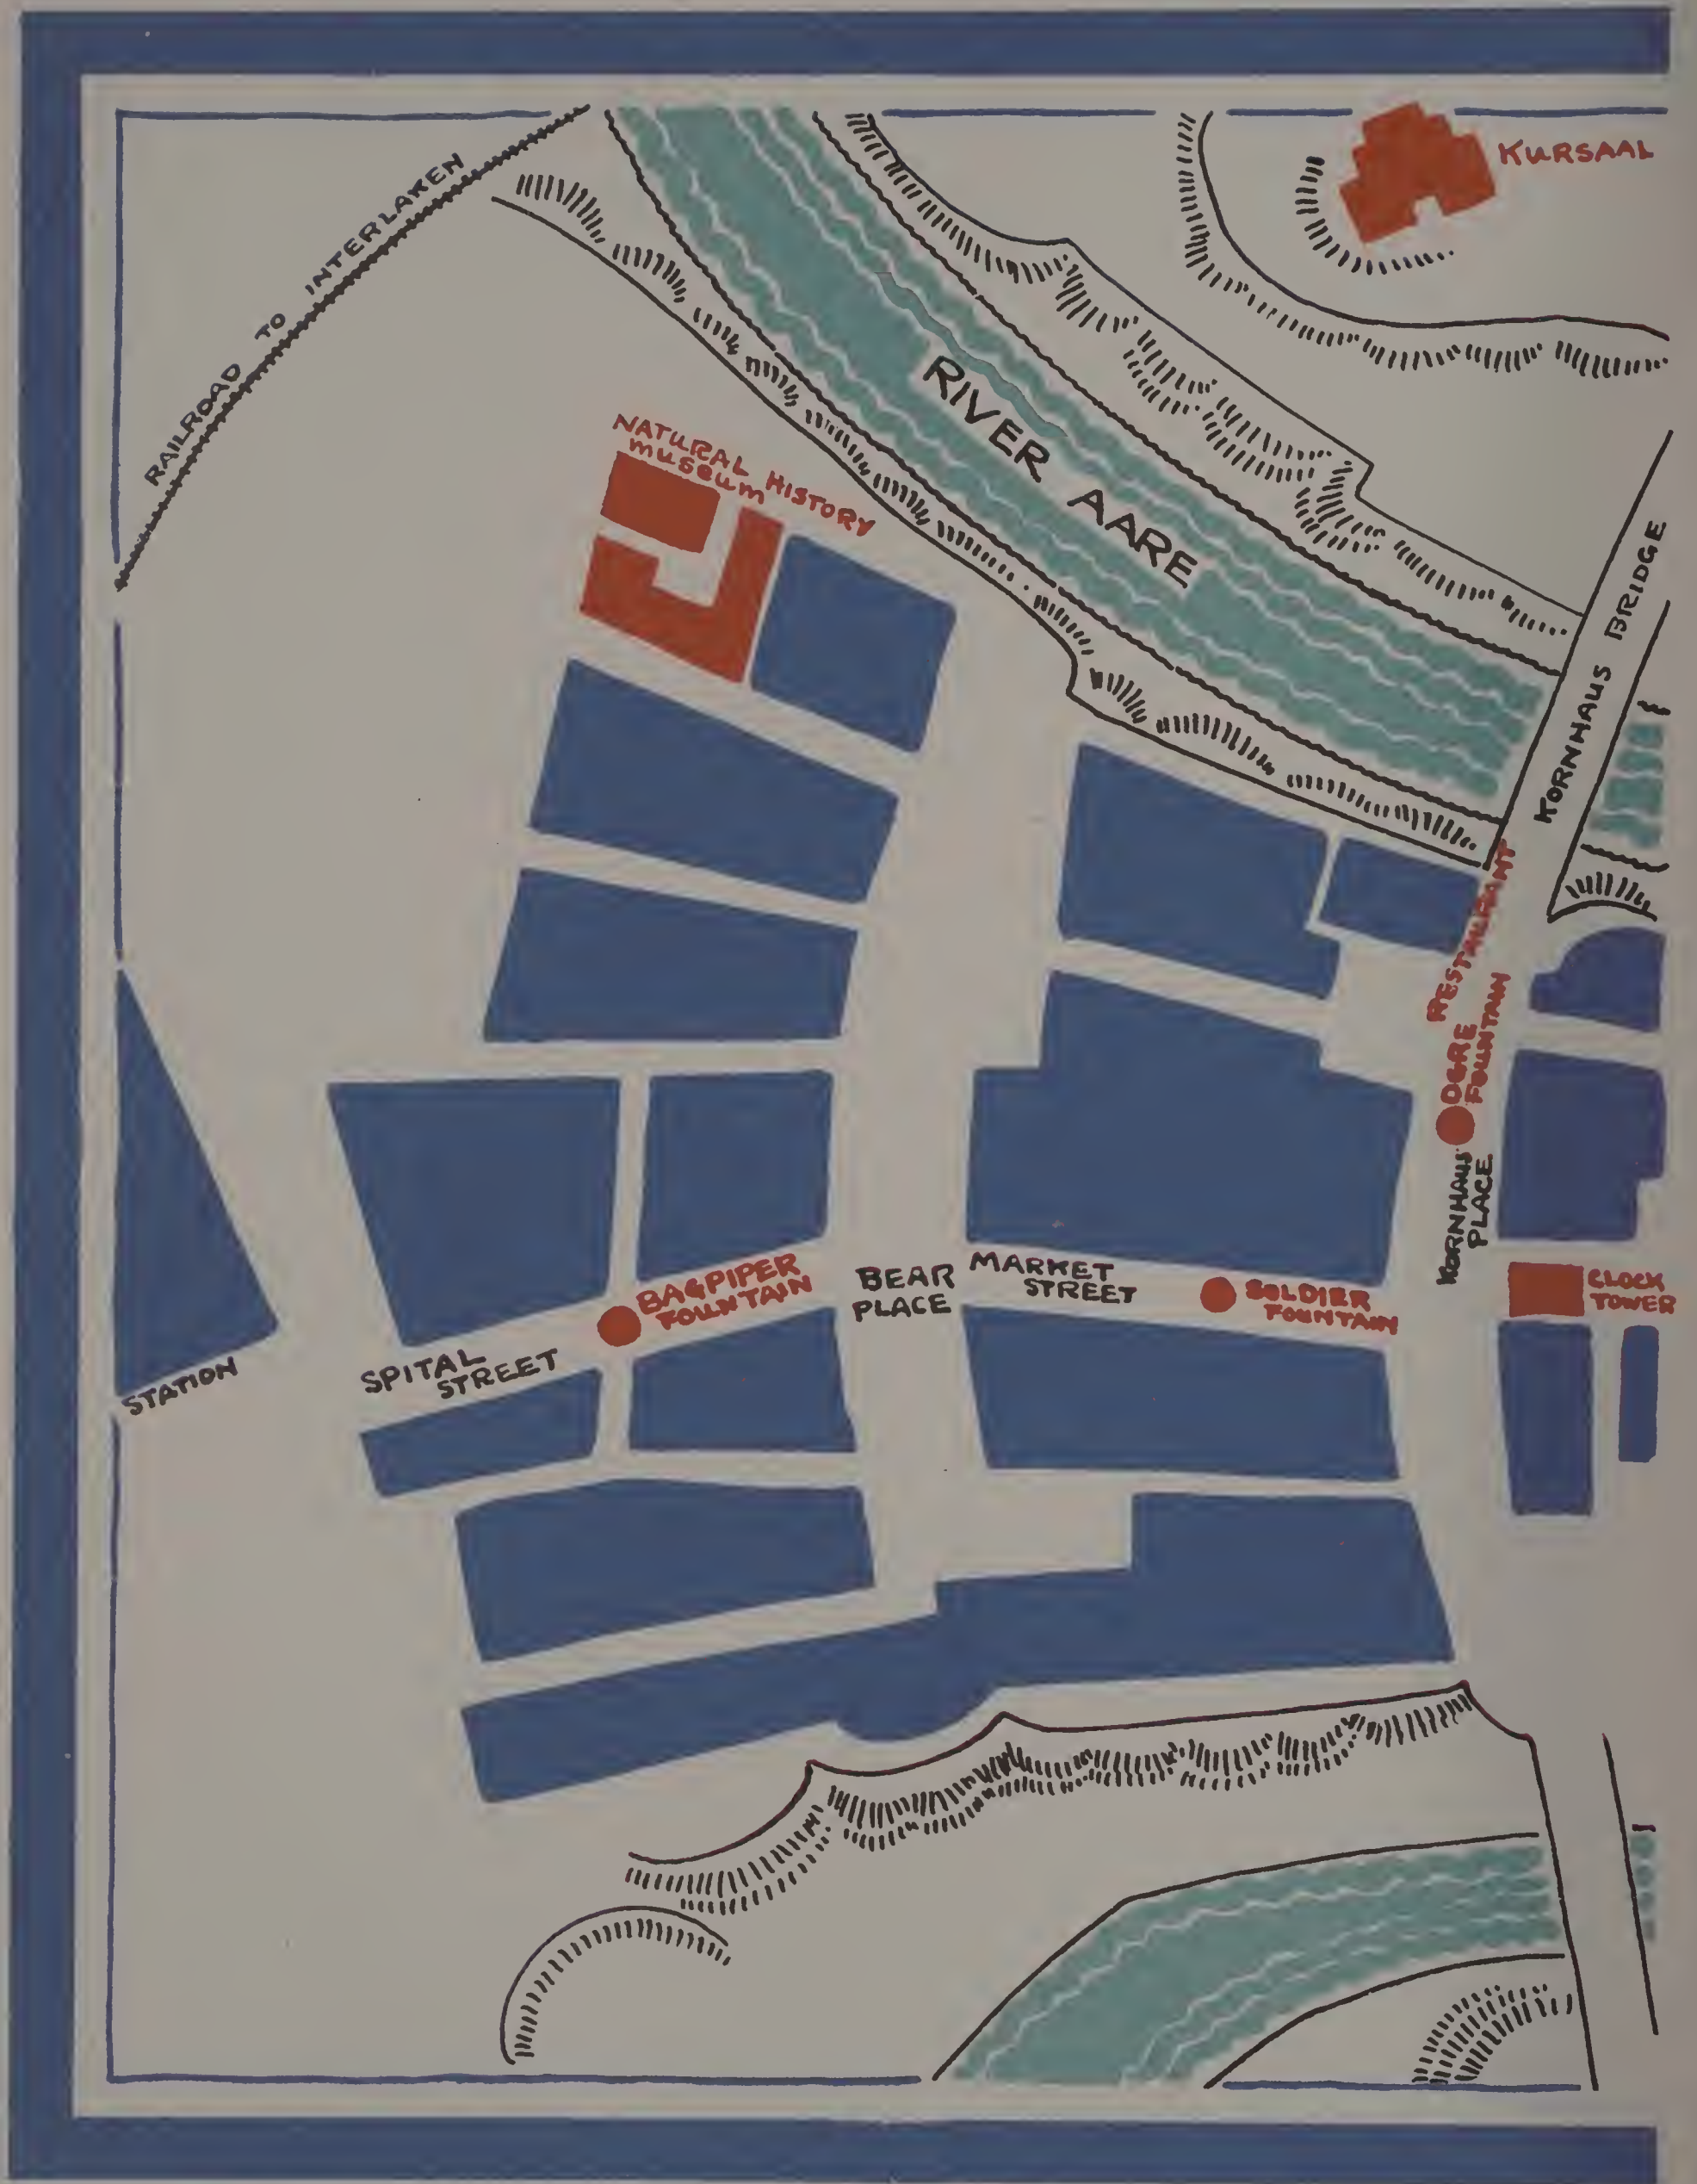 KURSAAL
RAILROAD TO INTERLAKEN
RIVER AARE
NATURAL HISTORY
museum
KORNHAUS BRIDGE
RESTAURANT
OGRE
FOUNTAIN
KORNHAUS
PLACE
BAGPIPER
FOUNTAIN
BEAR
PLACE
MARKET
STREET
SOLDIER
FOUNTAIN
CLOCK
TOWER
SPITAL
STREET
STATION